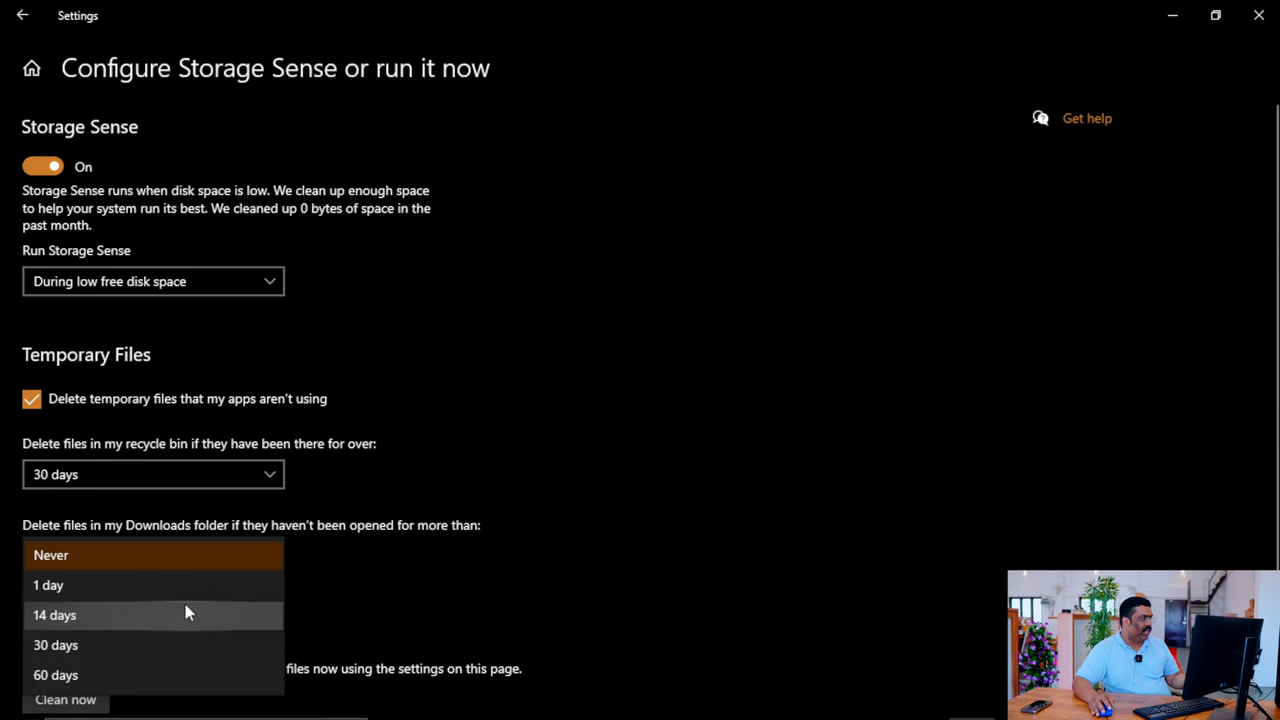 Settings
Configure Storage Sense or run it now
Storage Sense
Get help
On
Storage Sense runs when disk space is low. We clean up enough space
to help your system run its best. We cleaned up 0 bytes of space in the
past month.
Run Storage Sense
During low free disk space
Temporary Files
Delete temporary files that my apps aren't using
Delete files in my recycle bin if they have been there for over:
30 days
Delete files in my Downloads folder if they haven't been opened for more than:
Never
1 day
14 days
30 days
60 days
files now using the settings on this page.
Clean now